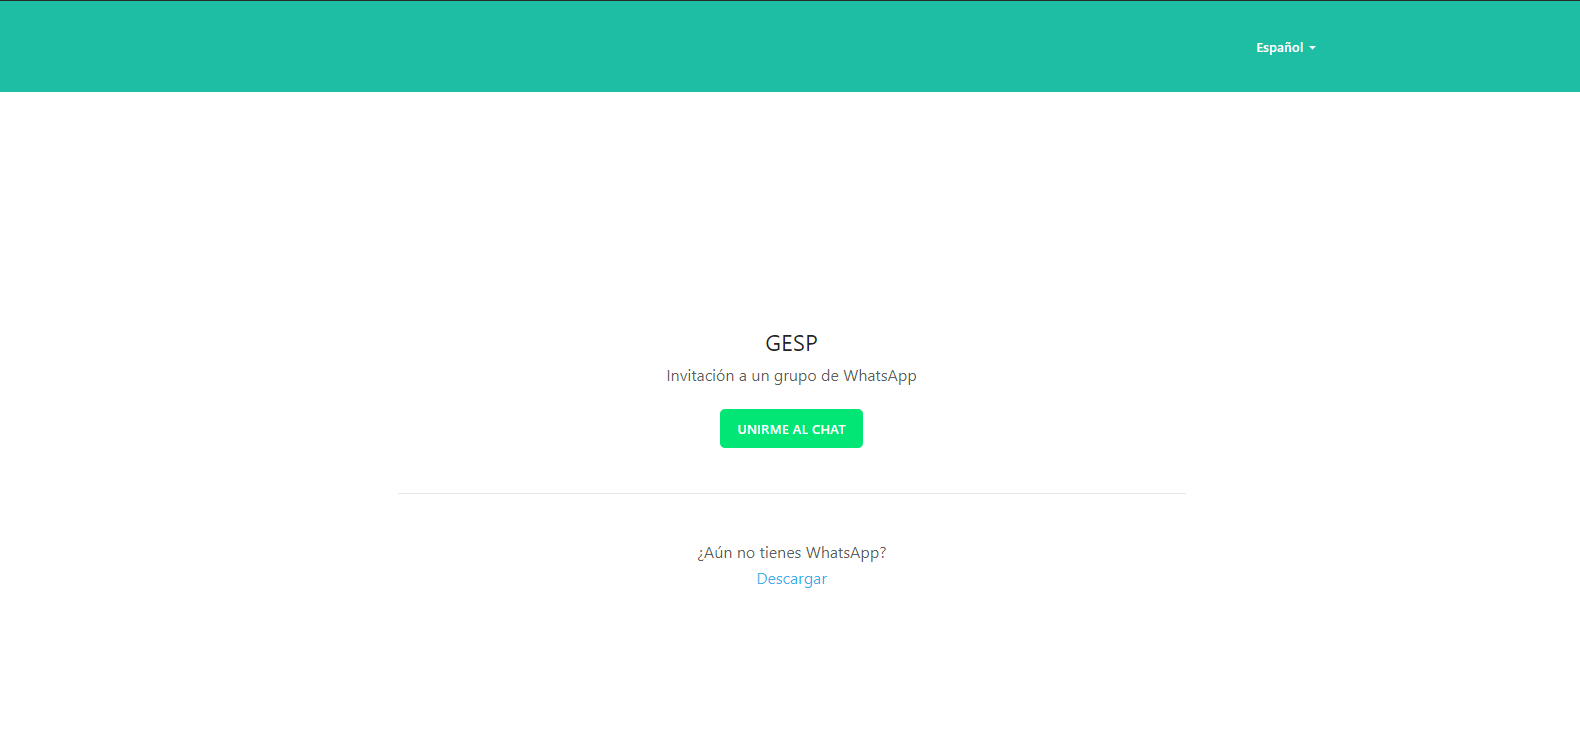 Español
GESP
Invitación a un grupo de WhatsApp
UNIRME AL CHAT
¿Aún no tienes WhatsApp?
Descargar